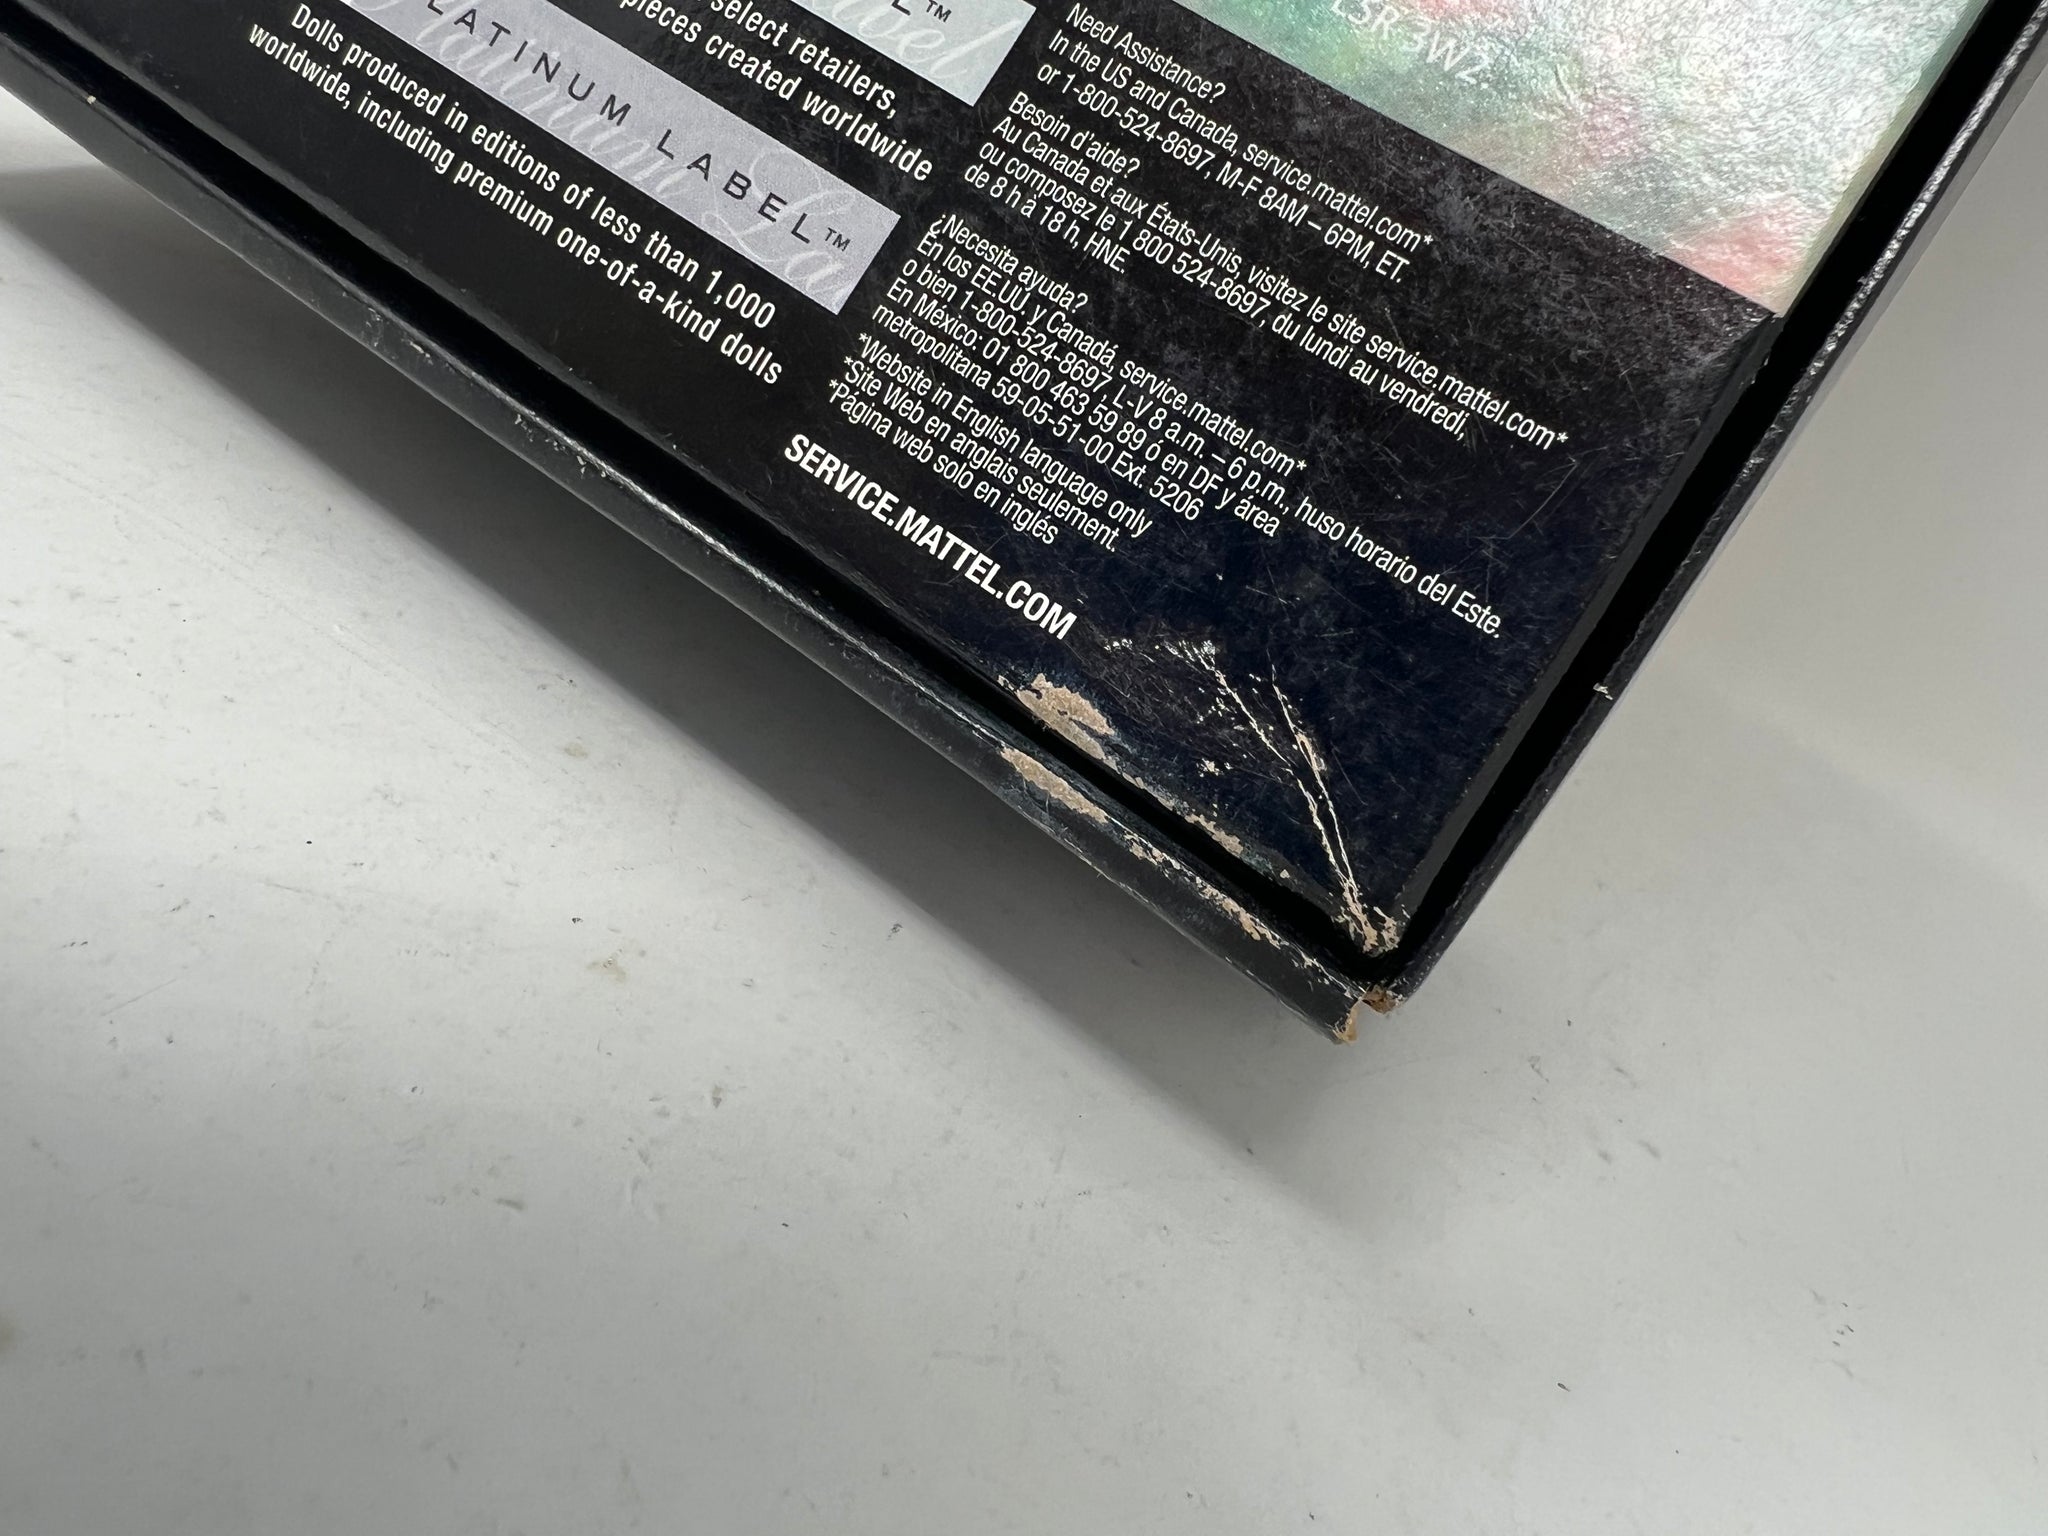 L™
select retailers,
pieces created worldwide
PLATINUM LABEL™
Dolls produced in editions of less than 1,000
worldwide, including premium one-of-a-kind dolls
Need Assistance?
In the US and Canada, service.mattel.com*
or 1-800-524-8697, M-F 8AM – 6PM, ET.
Besoin d'aide?
Au Canada et aux États-Unis, visitez le site service.mattel.com*
ou composez le 1 800 524-8697, du lundi au vendredi,
de 8 h à 18 h, HNE.
¿Necesita ayuda?
En los EEUU. y Canadá, service.mattel.com*
o bien 1-800-524-8697, L-V 8 a.m. – 6 p.m., huso horario del Este.
En México: 01 800 463 59 89 ó en DF y área
metropolitana 59-05-51-00 Ext. 5206
*Website in English language only
*Site Web en anglais seulement.
*Página web solo en inglés
SERVICE.MATTEL.COM